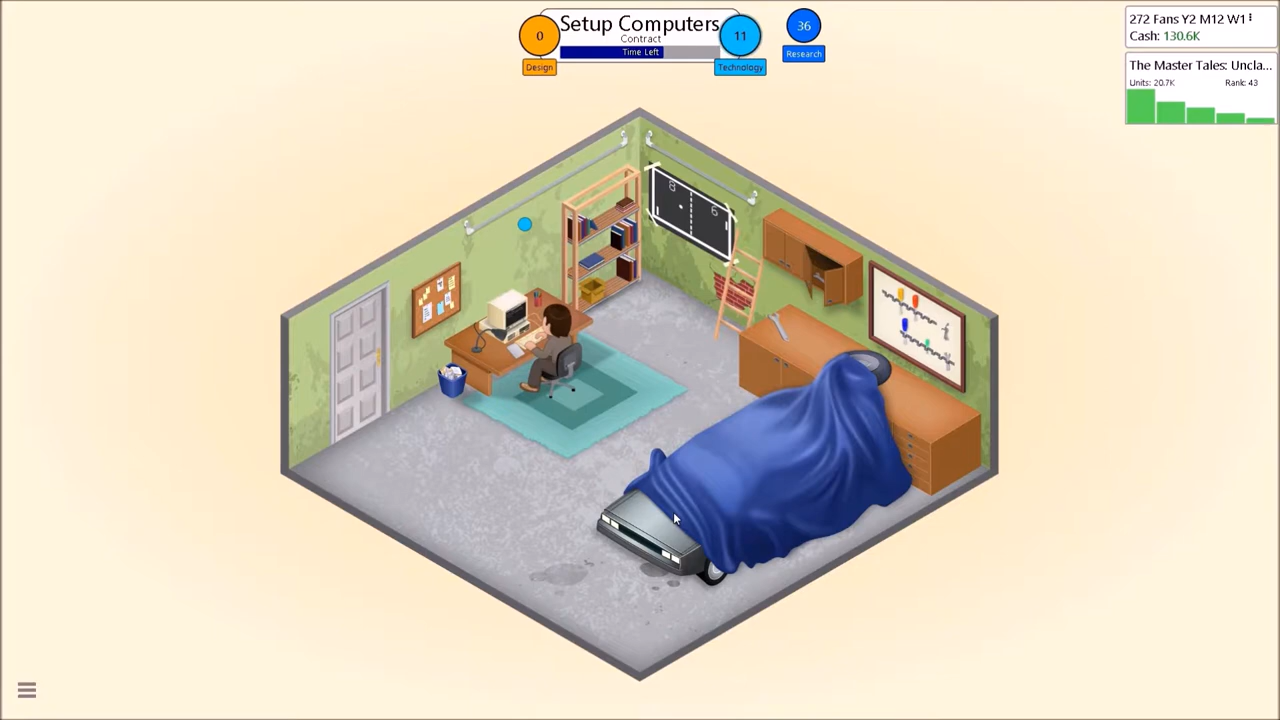 Setup Computers
Contract
Time Left
0
Design
11
Technology
36
Research
272 Fans Y2 M12 W1
Cash: 130.6K
The Master Tales: Uncla...
Units: 20.7K Rank: 43